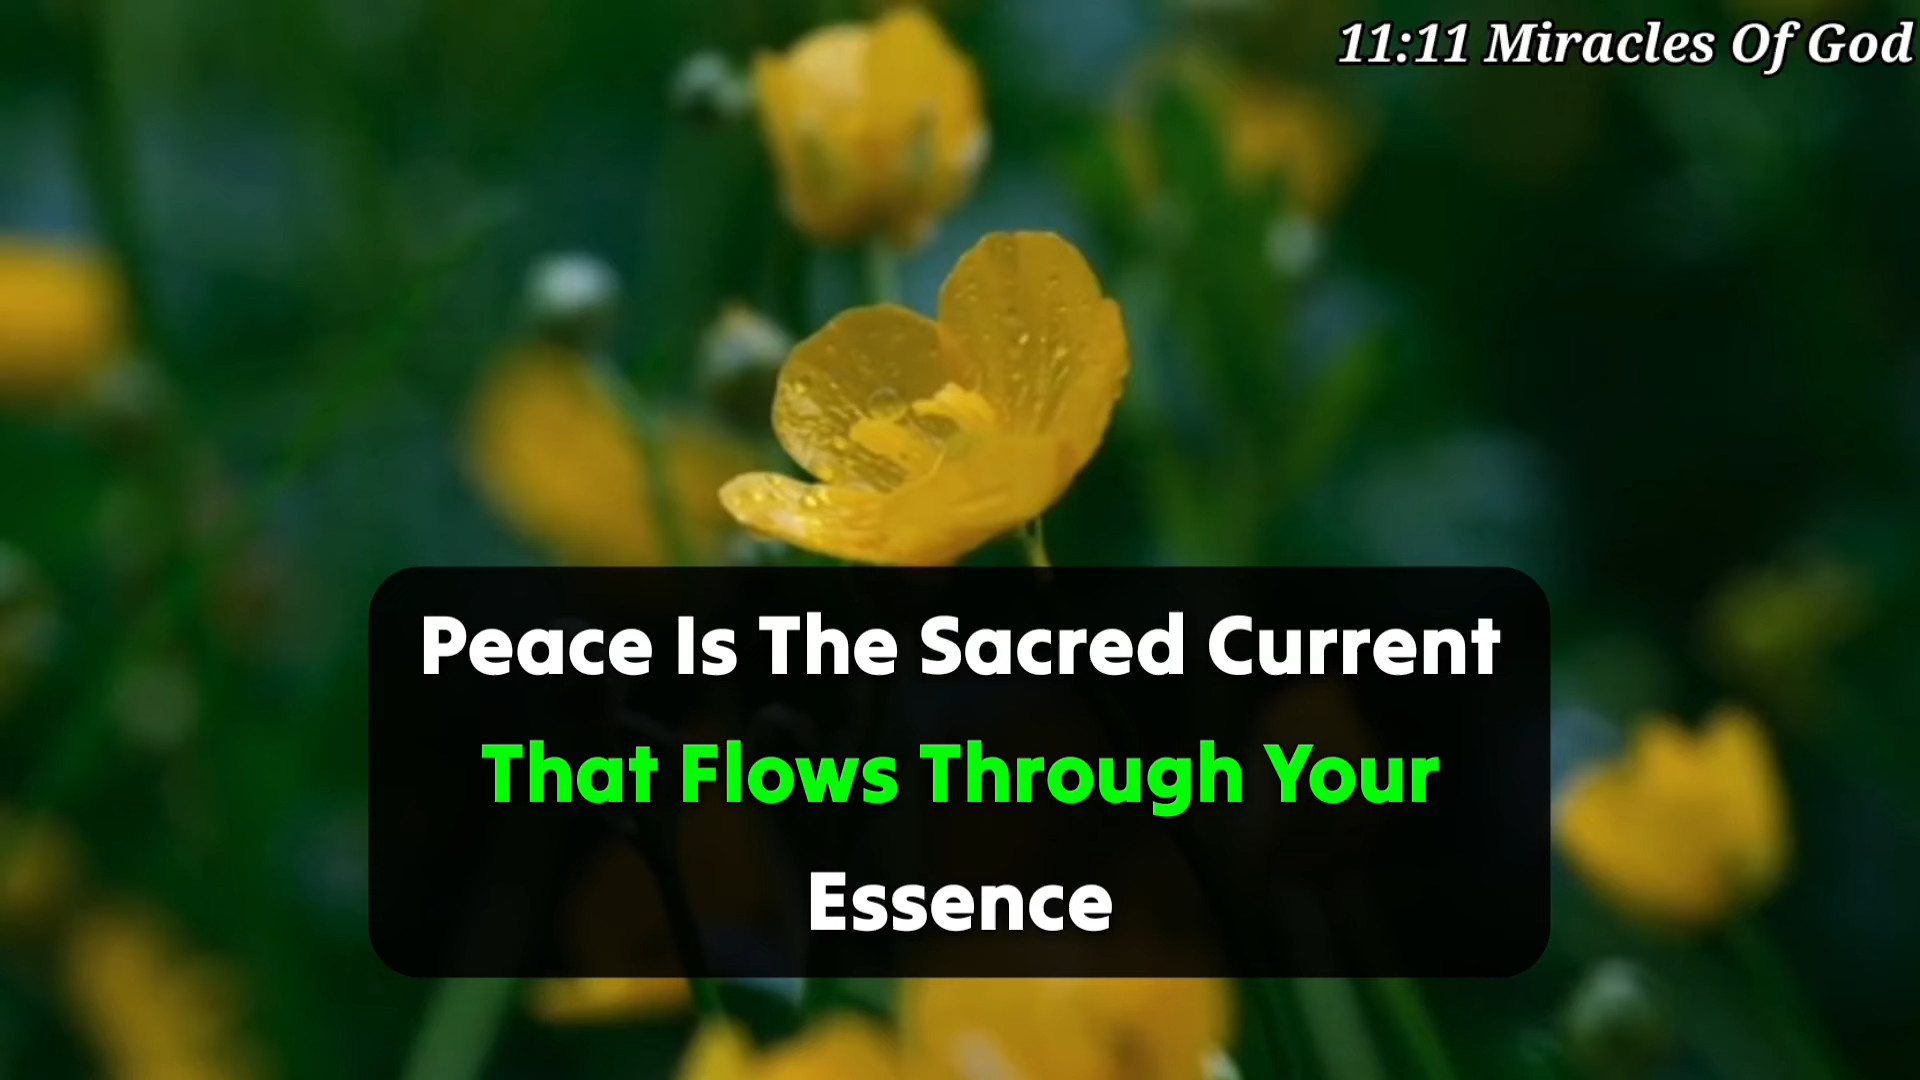 11:11 Miracles Of God
Peace Is The Sacred Current
That Flows Through Your
Essence